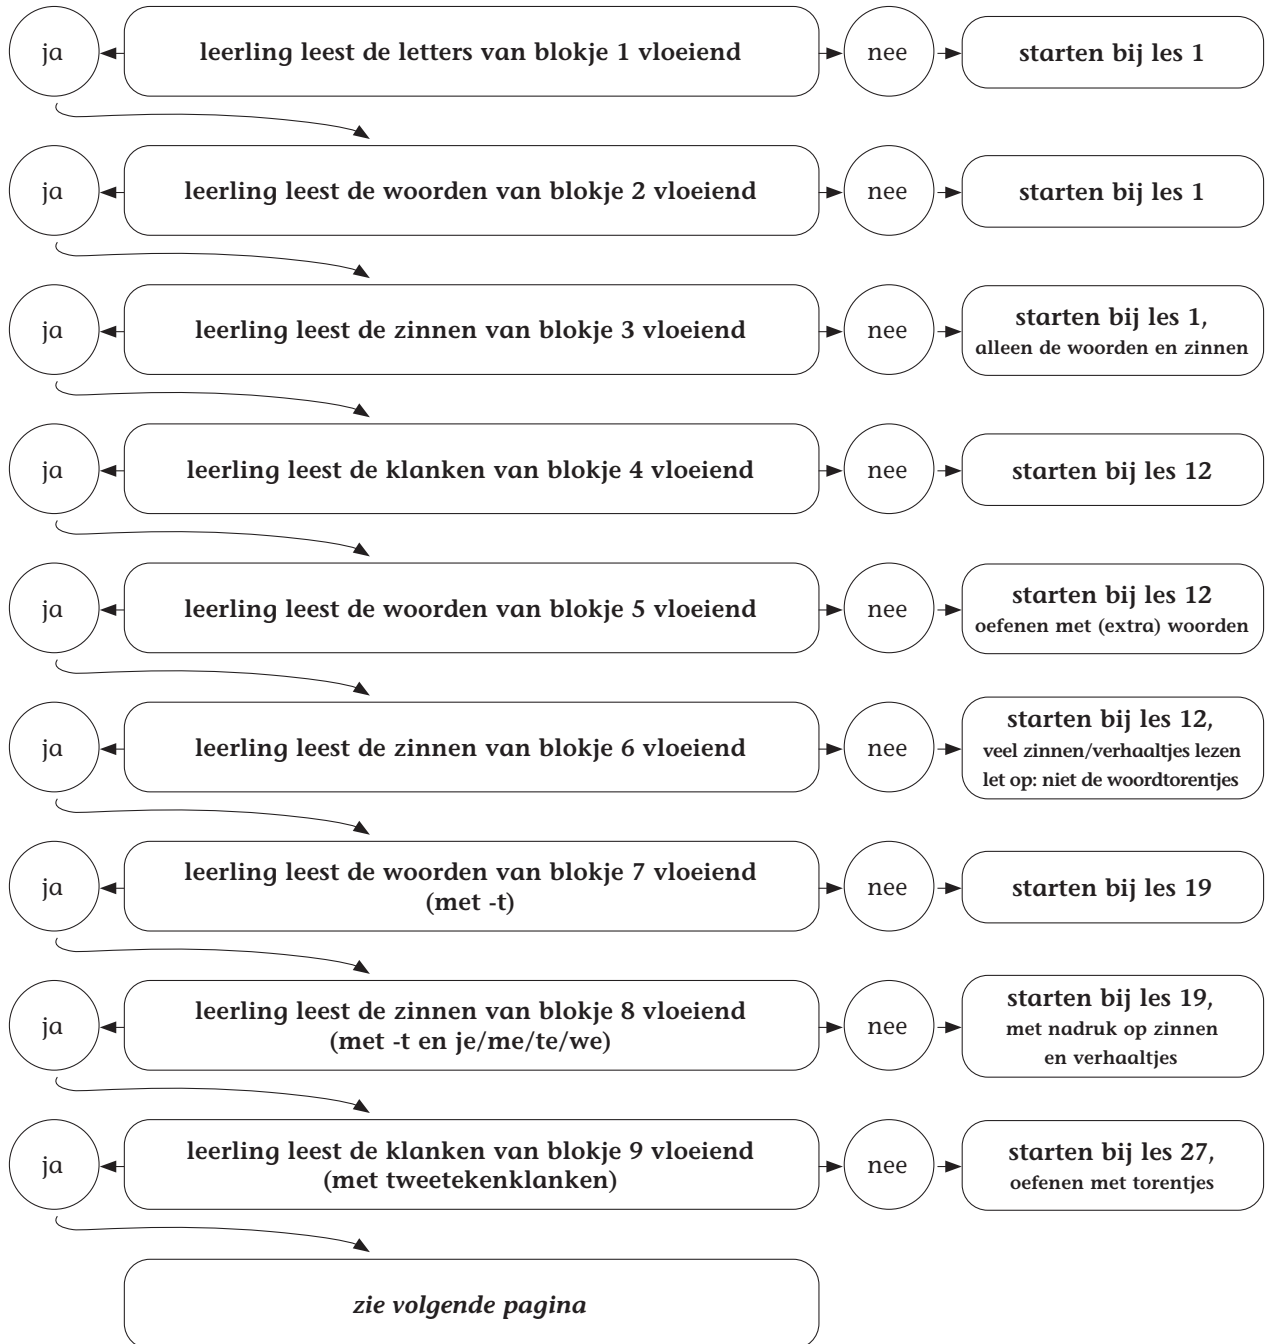 ja
leerling leest de letters van blokje 1 vloeiend
nee
starten bij les 1
ja
leerling leest de woorden van blokje 2 vloeiend
nee
starten bij les 1
ja
leerling leest de zinnen van blokje 3 vloeiend
nee
starten bij les 1,
alleen de woorden en zinnen
ja
leerling leest de klanken van blokje 4 vloeiend
nee
starten bij les 12
ja
leerling leest de woorden van blokje 5 vloeiend
nee
starten bij les 12
oefenen met (extra) woorden
ja
leerling leest de zinnen van blokje 6 vloeiend
nee
starten bij les 12,
veel zinnen/verhaaltjes lezen
let op: niet de woordtorentjes
ja
leerling leest de woorden van blokje 7 vloeiend
(met -t)
nee
starten bij les 19
ja
leerling leest de zinnen van blokje 8 vloeiend
(met -t en je/me/te/we)
nee
starten bij les 19,
met nadruk op zinnen
en verhaaltjes
ja
leerling leest de klanken van blokje 9 vloeiend
(met tweetekenklanken)
nee
starten bij les 27,
oefenen met torentjes
zie volgende pagina